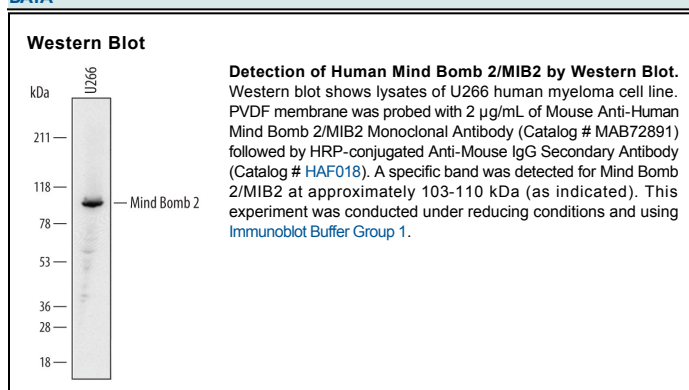 DATA
Western Blot
U266
kDa
211
118
Mind Bomb 2
78
53
36
28
18
Detection of Human Mind Bomb 2/MIB2 by Western Blot.
Western blot shows lysates of U266 human myeloma cell line.
PVDF membrane was probed with 2 µg/mL of Mouse Anti-Human
Mind Bomb 2/MIB2 Monoclonal Antibody (Catalog # MAB72891)
followed by HRP-conjugated Anti-Mouse IgG Secondary Antibody
(Catalog # HAF018). A specific band was detected for Mind Bomb
2/MIB2 at approximately 103-110 kDa (as indicated). This
experiment was conducted under reducing conditions and using
Immunoblot Buffer Group 1.